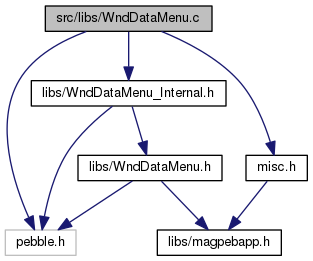 src/libs/WndDataMenu.c
libs/WndDataMenu_Internal.h
libs/WndDataMenu.h
misc.h
pebble.h
libs/magpebapp.h